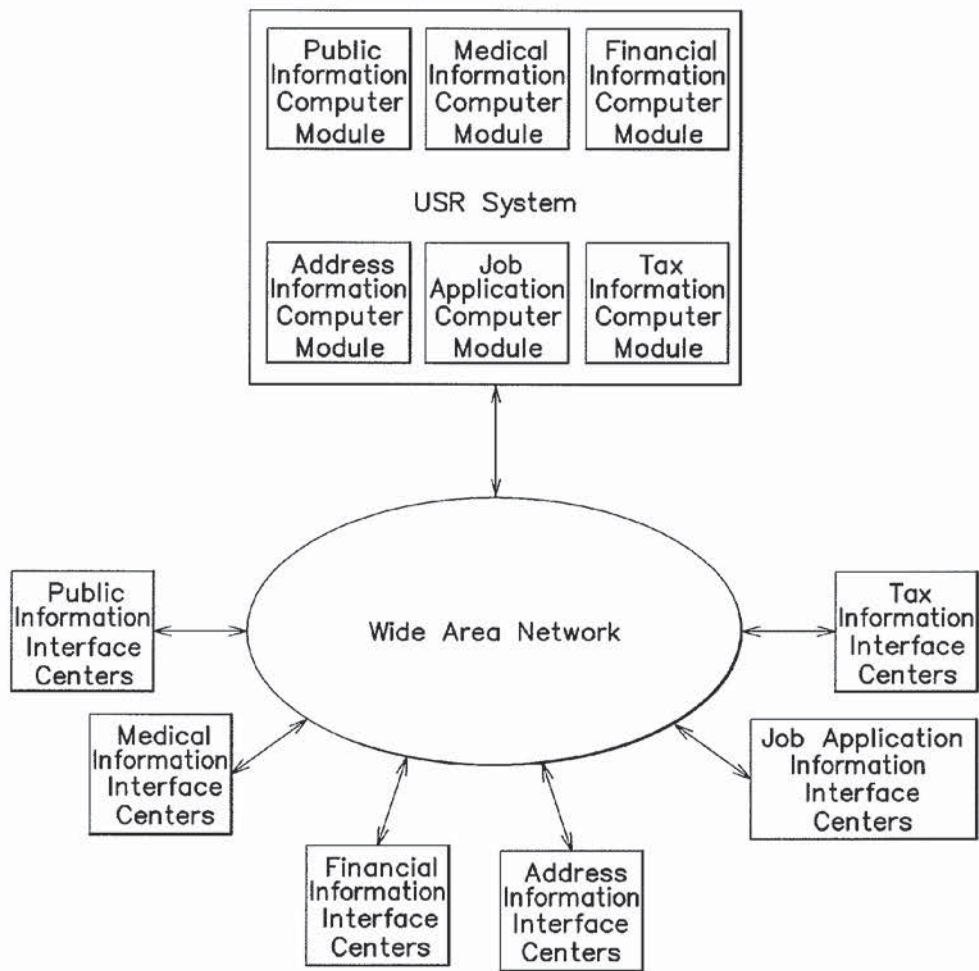 Public
Information
Computer
Module
Medical
Information
Computer
Module
Financial
Information
Computer
Module
USR System
Address
Information
Computer
Module
Job
Application
Computer
Module
Tax
Information
Computer
Module
Wide Area Network
Public
Information
Interface
Centers
Tax
Information
Interface
Centers
Medical
Information
Interface
Centers
Job Application
Information
Interface
Centers
Financial
Information
Interface
Centers
Address
Information
Interface
Centers